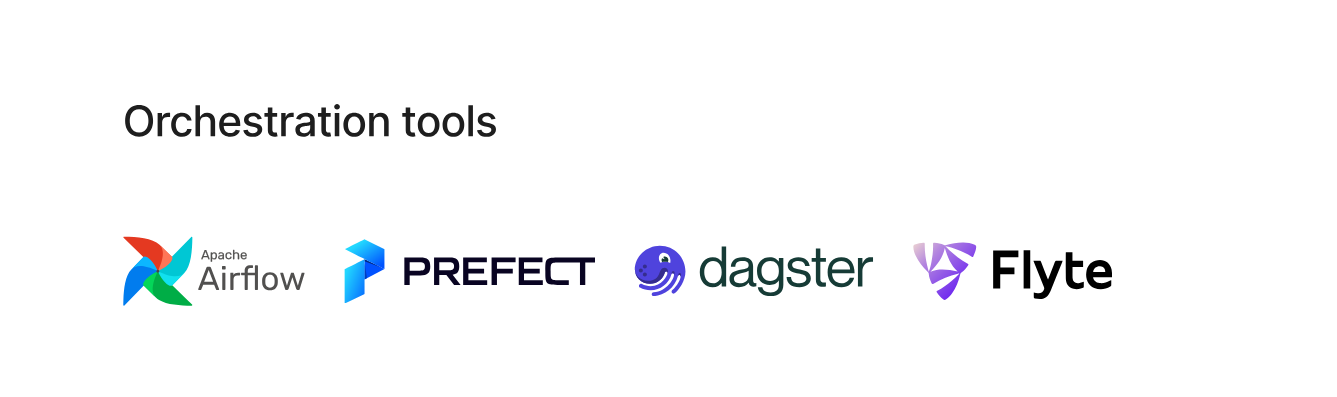 Orchestration tools
Apache
Airflow
PREFECT
dagster
Flyte